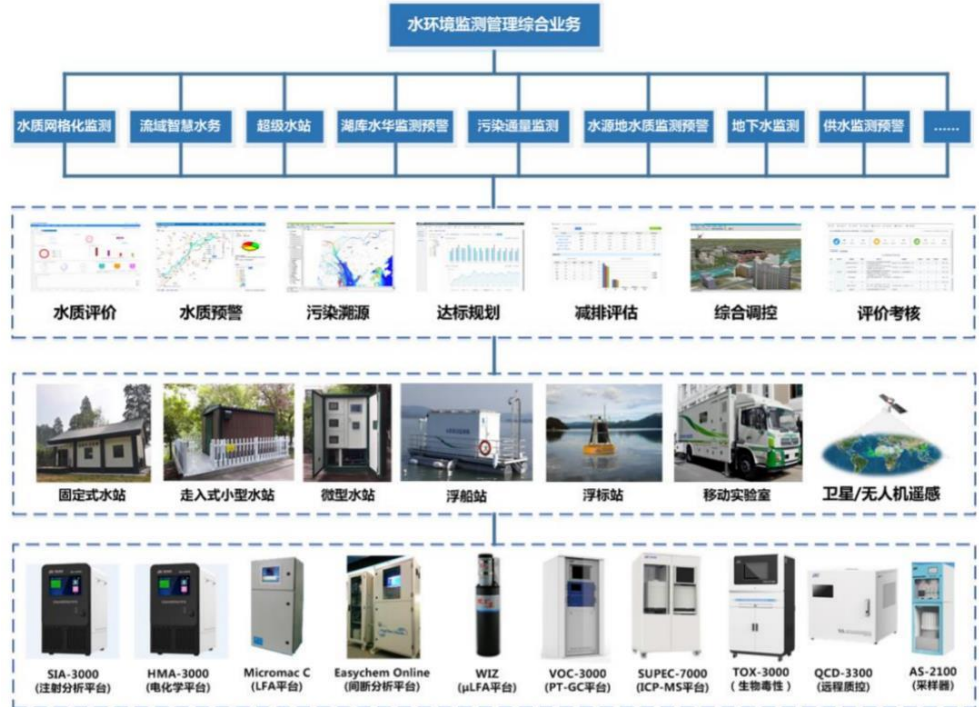 水环境监测管理综合业务
水质网格化监测
流域智慧水务
超级水站
湖库水华监测预警
污染通量监测
水源地水质监测预警
地下水监测
供水监测预警
......
水质评价
水质预警
污染溯源
达标规划
减排评估
综合调控
评价考核
固定式水站
走入式小型水站
微型水站
浮船站
浮标站
移动实验室
卫星/无人机遥感
SIA-3000
(注射分析平台)
HMA-3000
(电化学平台)
Micromac C
(LFA平台)
Easychem Online
(间断分析平台)
WIZ
(μLFA平台)
VOC-3000
(PT-GC平台)
SUPEC-7000
(ICP-MS平台)
TOX-3000
(生物毒性)
QCD-3300
(远程质控)
AS-2100
(采样器)